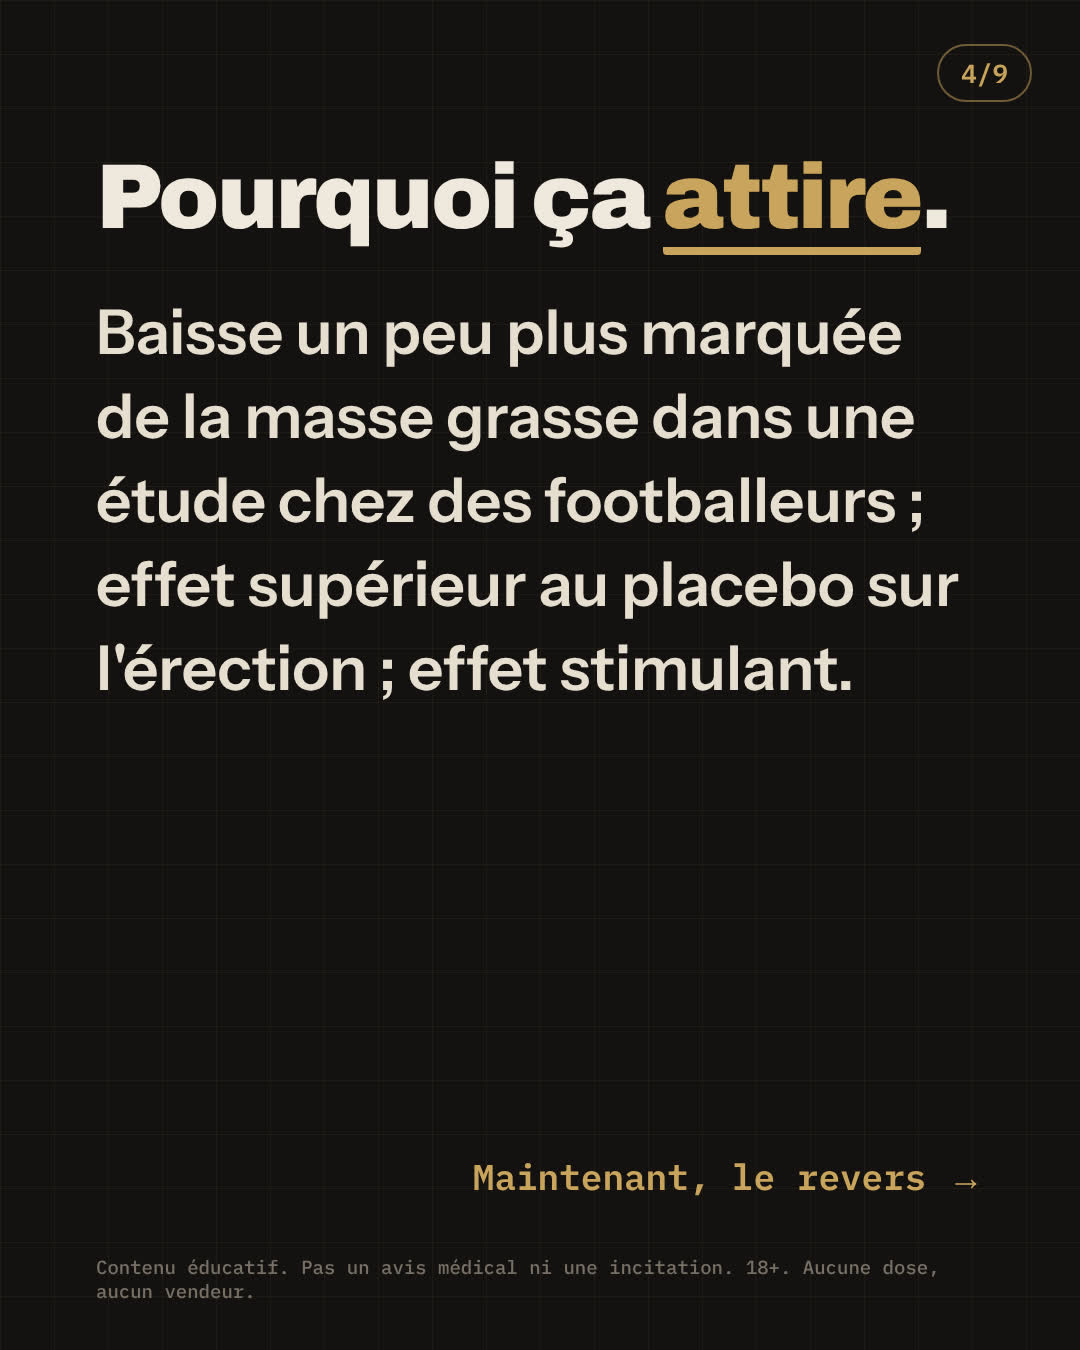 4/9
Pourquoi ça attire.
Baisse un peu plus marquée
de la masse grasse dans une
étude chez des footballeurs ;
effet supérieur au placebo sur
l'érection ; effet stimulant.
Maintenant, le revers →
Contenu éducatif. Pas un avis médical ni une incitation. 18+. Aucune dose,
aucun vendeur.